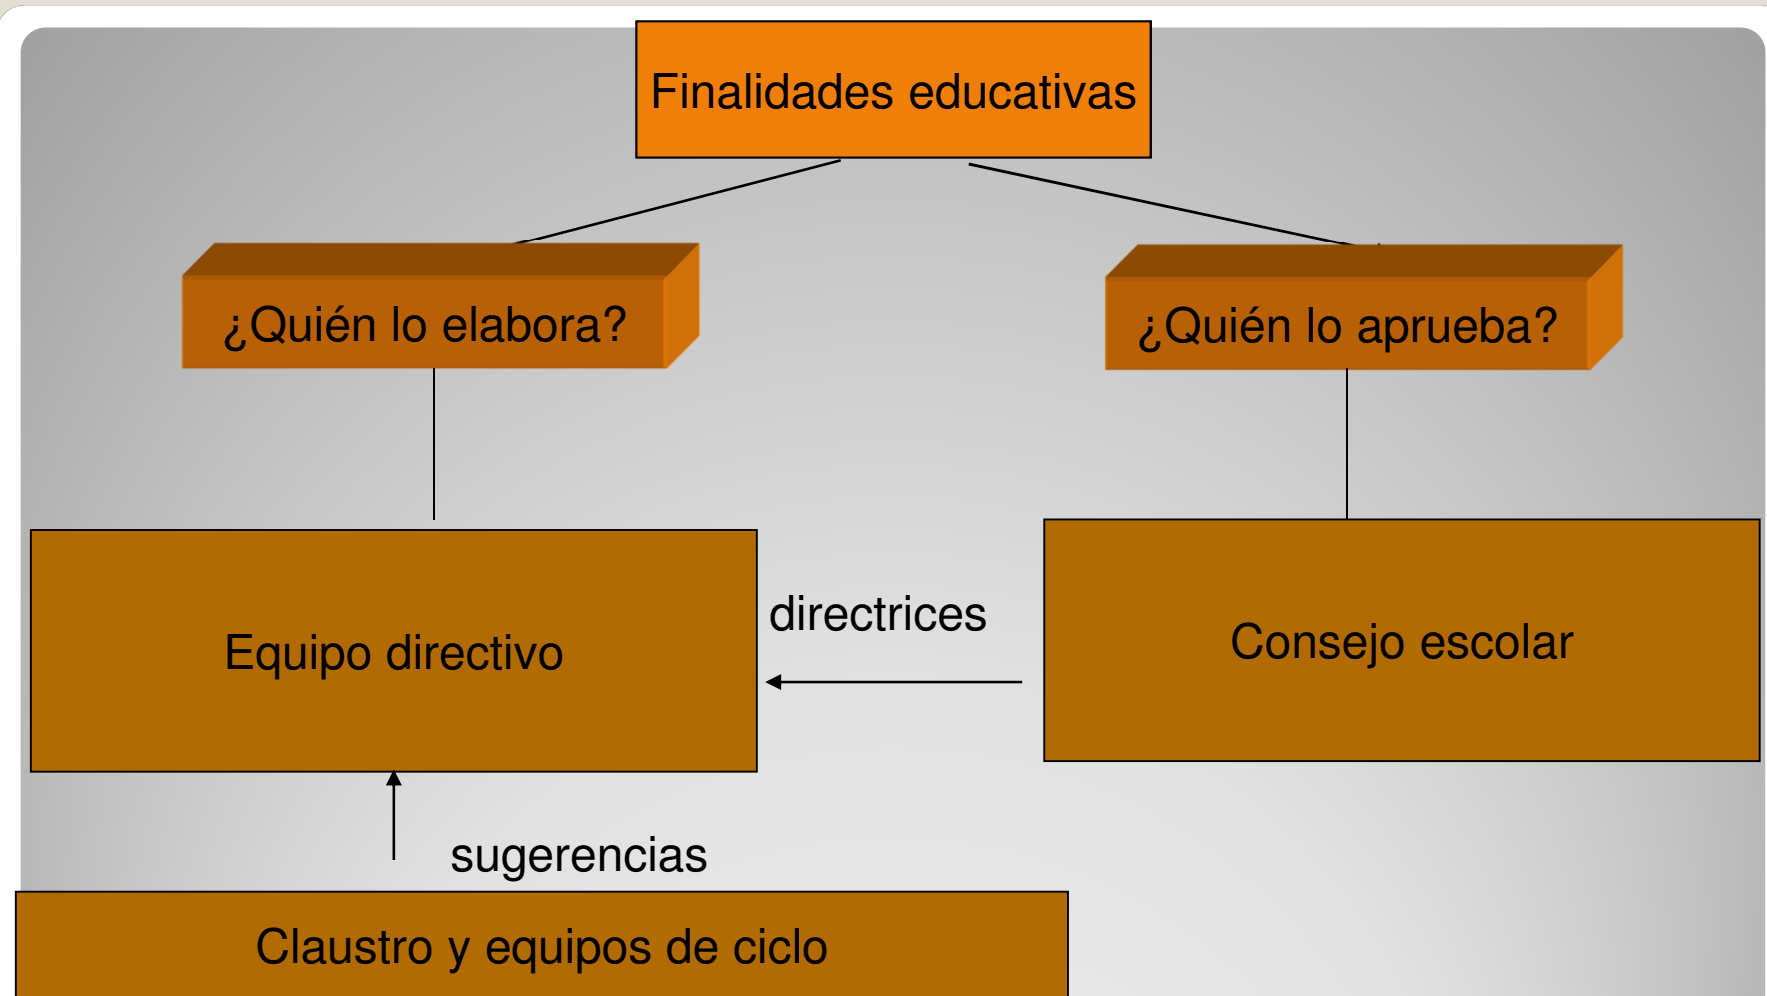 Finalidades educativas
¿Quién lo elabora?
¿Quién lo aprueba?
Equipo directivo
directrices
Consejo escolar
sugerencias
Claustro y equipos de ciclo